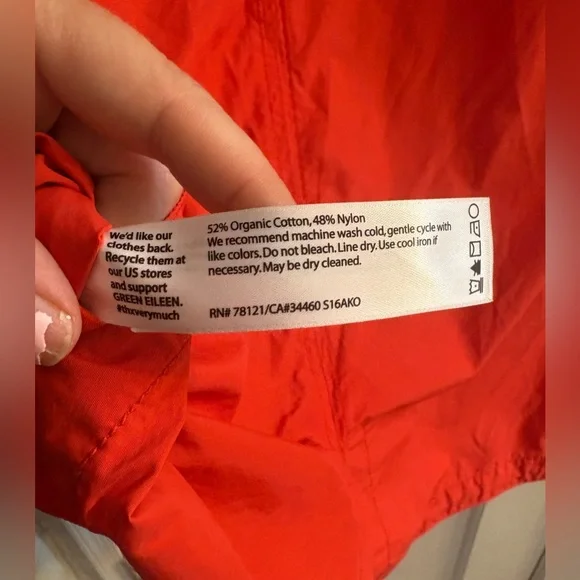 We'd like our
clothes back.
Recycle them at
our US stores
and support
GREEN EILEEN.
#thxverymuch
52% Organic Cotton, 48% Nylon
We recommend machine wash cold, gentle cycle with
like colors. Do not bleach. Line dry. Use cool iron if
necessary. May be dry cleaned.
RN# 78121/CA#34460 S16AKO